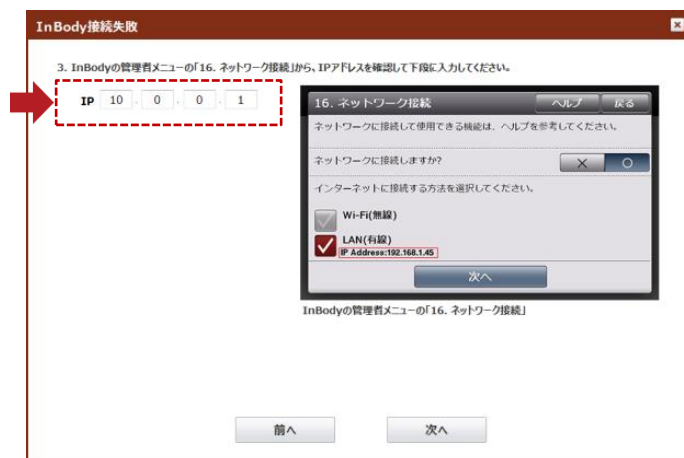 InBody接続失敗
3. InBodyの管理者メニューの「16. ネットワーク接続」から、IPアドレスを確認して下段に入力してください。
IP 10 . 0 . 0 . 1
16. ネットワーク接続 ヘルプ 戻る
ネットワークに接続して使用できる機能は、ヘルプを参考してください。
ネットワークに接続しますか?
インターネットに接続する方法を選択してください。
Wi-Fi(無線)
LAN(有線)
IP Address:192.168.1.45
次へ
InBodyの管理者メニューの「16. ネットワーク接続」
前へ 次へ